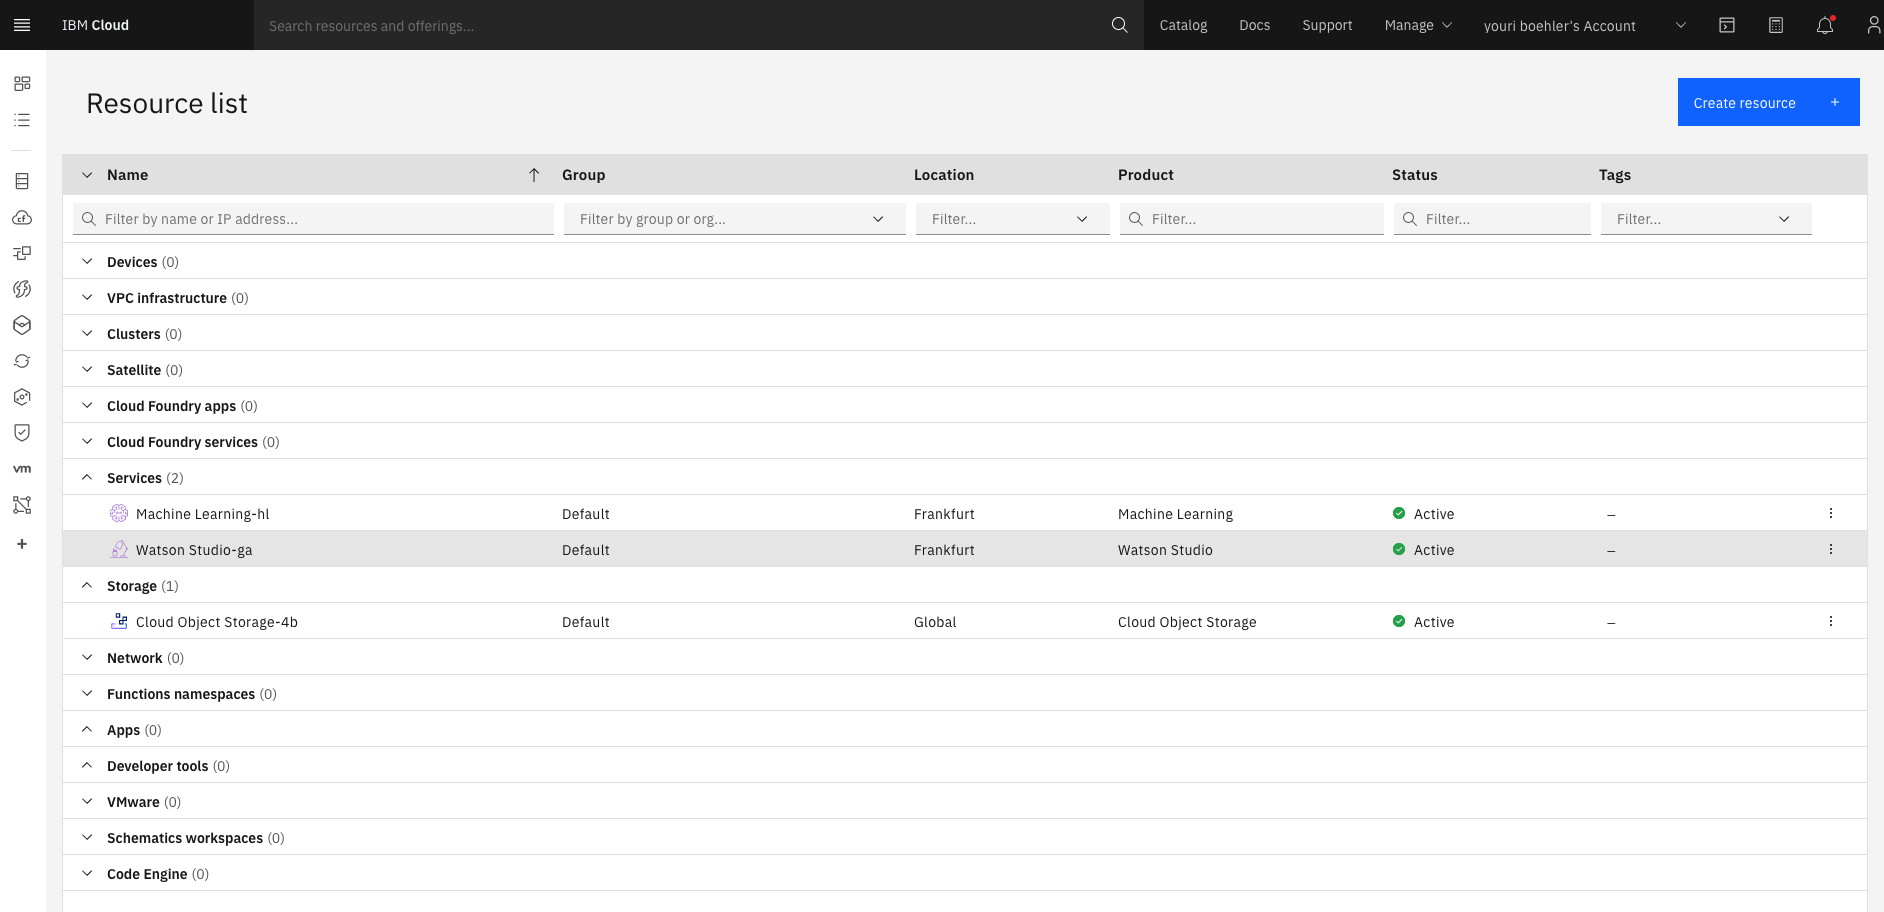 IBM Cloud
Search resources and offerings...
Catalog
Docs
Support
Manage
youri boehler's Account
Resource list
Create resource +
Name Group Location Product Status Tags
Filter by name or IP address... Filter by group or org... Filter... Filter... Filter... Filter...
Devices (0)
VPC infrastructure (0)
Clusters (0)
Satellite (0)
Cloud Foundry apps (0)
Cloud Foundry services (0)
Services (2)
Machine Learning-hl Default Frankfurt Machine Learning Active –
Watson Studio-ga Default Frankfurt Watson Studio Active –
Storage (1)
Cloud Object Storage-4b Default Global Cloud Object Storage Active –
Network (0)
Functions namespaces (0)
Apps (0)
Developer tools (0)
VMware (0)
Schematics workspaces (0)
Code Engine (0)
cf
vm